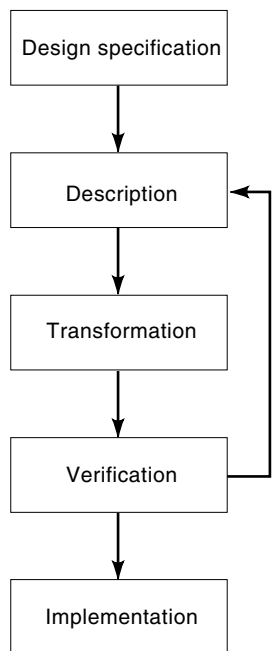 Design specification
Description
Transformation
Verification
Implementation